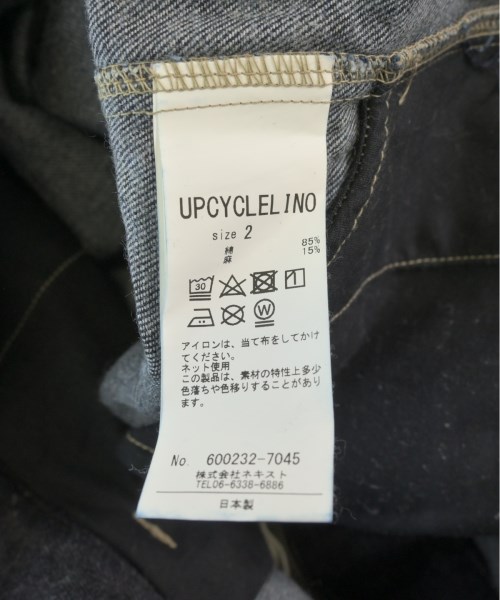 UPCYCLELINO
size 2
綿 85%
麻 15%
30
W
アイロンは、当て布をしてかけ
てください。
ネット使用
この製品は、素材の特性上多少
色落ちや色移りすることがあり
ます。
No. 600232-7045
株式会社ネキスト
TEL06-6338-6886
日本製